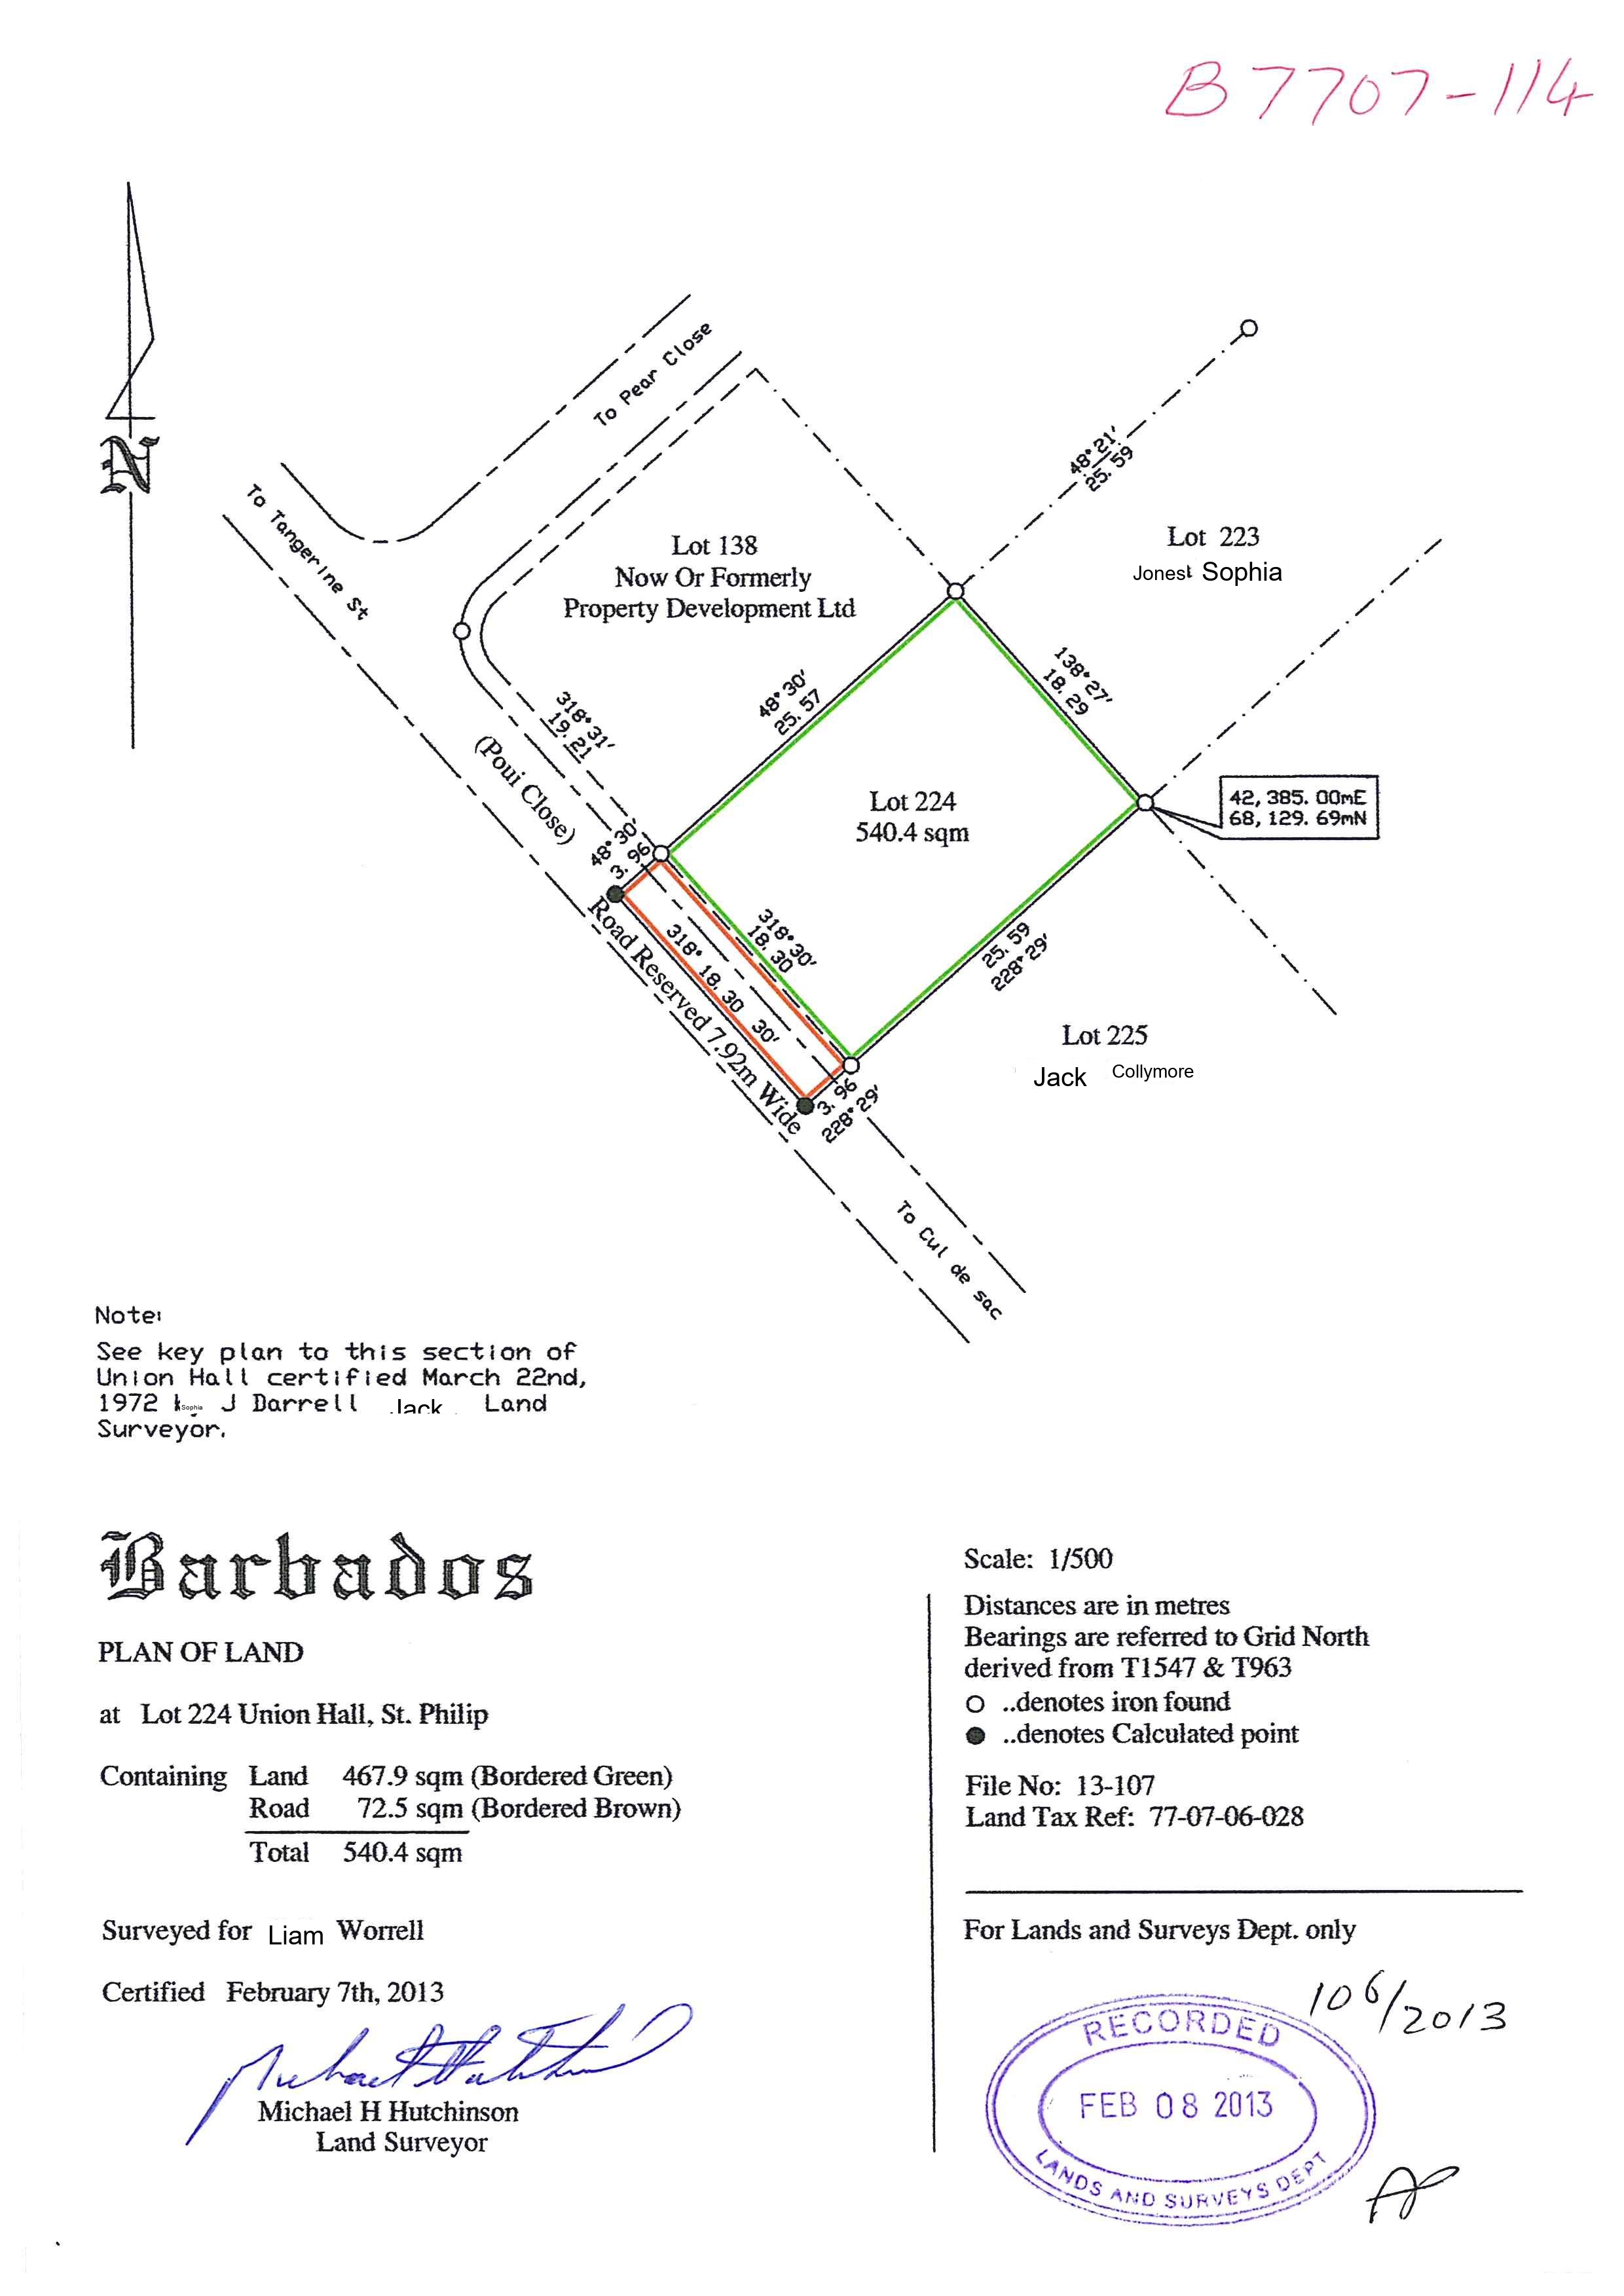 B 7707-114
N
To Pear Close
To Tangerine St
48°21'
25.59
Lot 138
Now Or Formerly
Property Development Ltd
Lot 223
Jones Sophia
318°31'
19.21
48°30'
25.57
138°27'
18.29
(Poui Close)
Lot 224
540.4 sqm
42,385.00mE
68,129.69mN
48°30'
3.96
318°30'
18.30
318° 18.30 30'
Road Reserved 7.92m Wide
25.59
228°29'
3.96
228°29'
Lot 225
Jack Collymore
To Cul de sac
Note:
See key plan to this section of
Union Hall certified March 22nd,
1972 Sophia J Darrell Jack Land
Surveyor.
Barbados
PLAN OF LAND
at Lot 224 Union Hall, St. Philip
Containing Land 467.9 sqm (Bordered Green)
Road 72.5 sqm (Bordered Brown)
Total 540.4 sqm
Surveyed for Liam Worrell
Certified February 7th, 2013
Michael H Hutchinson
Land Surveyor
Scale: 1/500
Distances are in metres
Bearings are referred to Grid North
derived from T1547 & T963
..denotes iron found
..denotes Calculated point
File No: 13-107
Land Tax Ref: 77-07-06-028
For Lands and Surveys Dept. only
106/2013
RECORDED
FEB 08 2013
LANDS AND SURVEYS DEPT